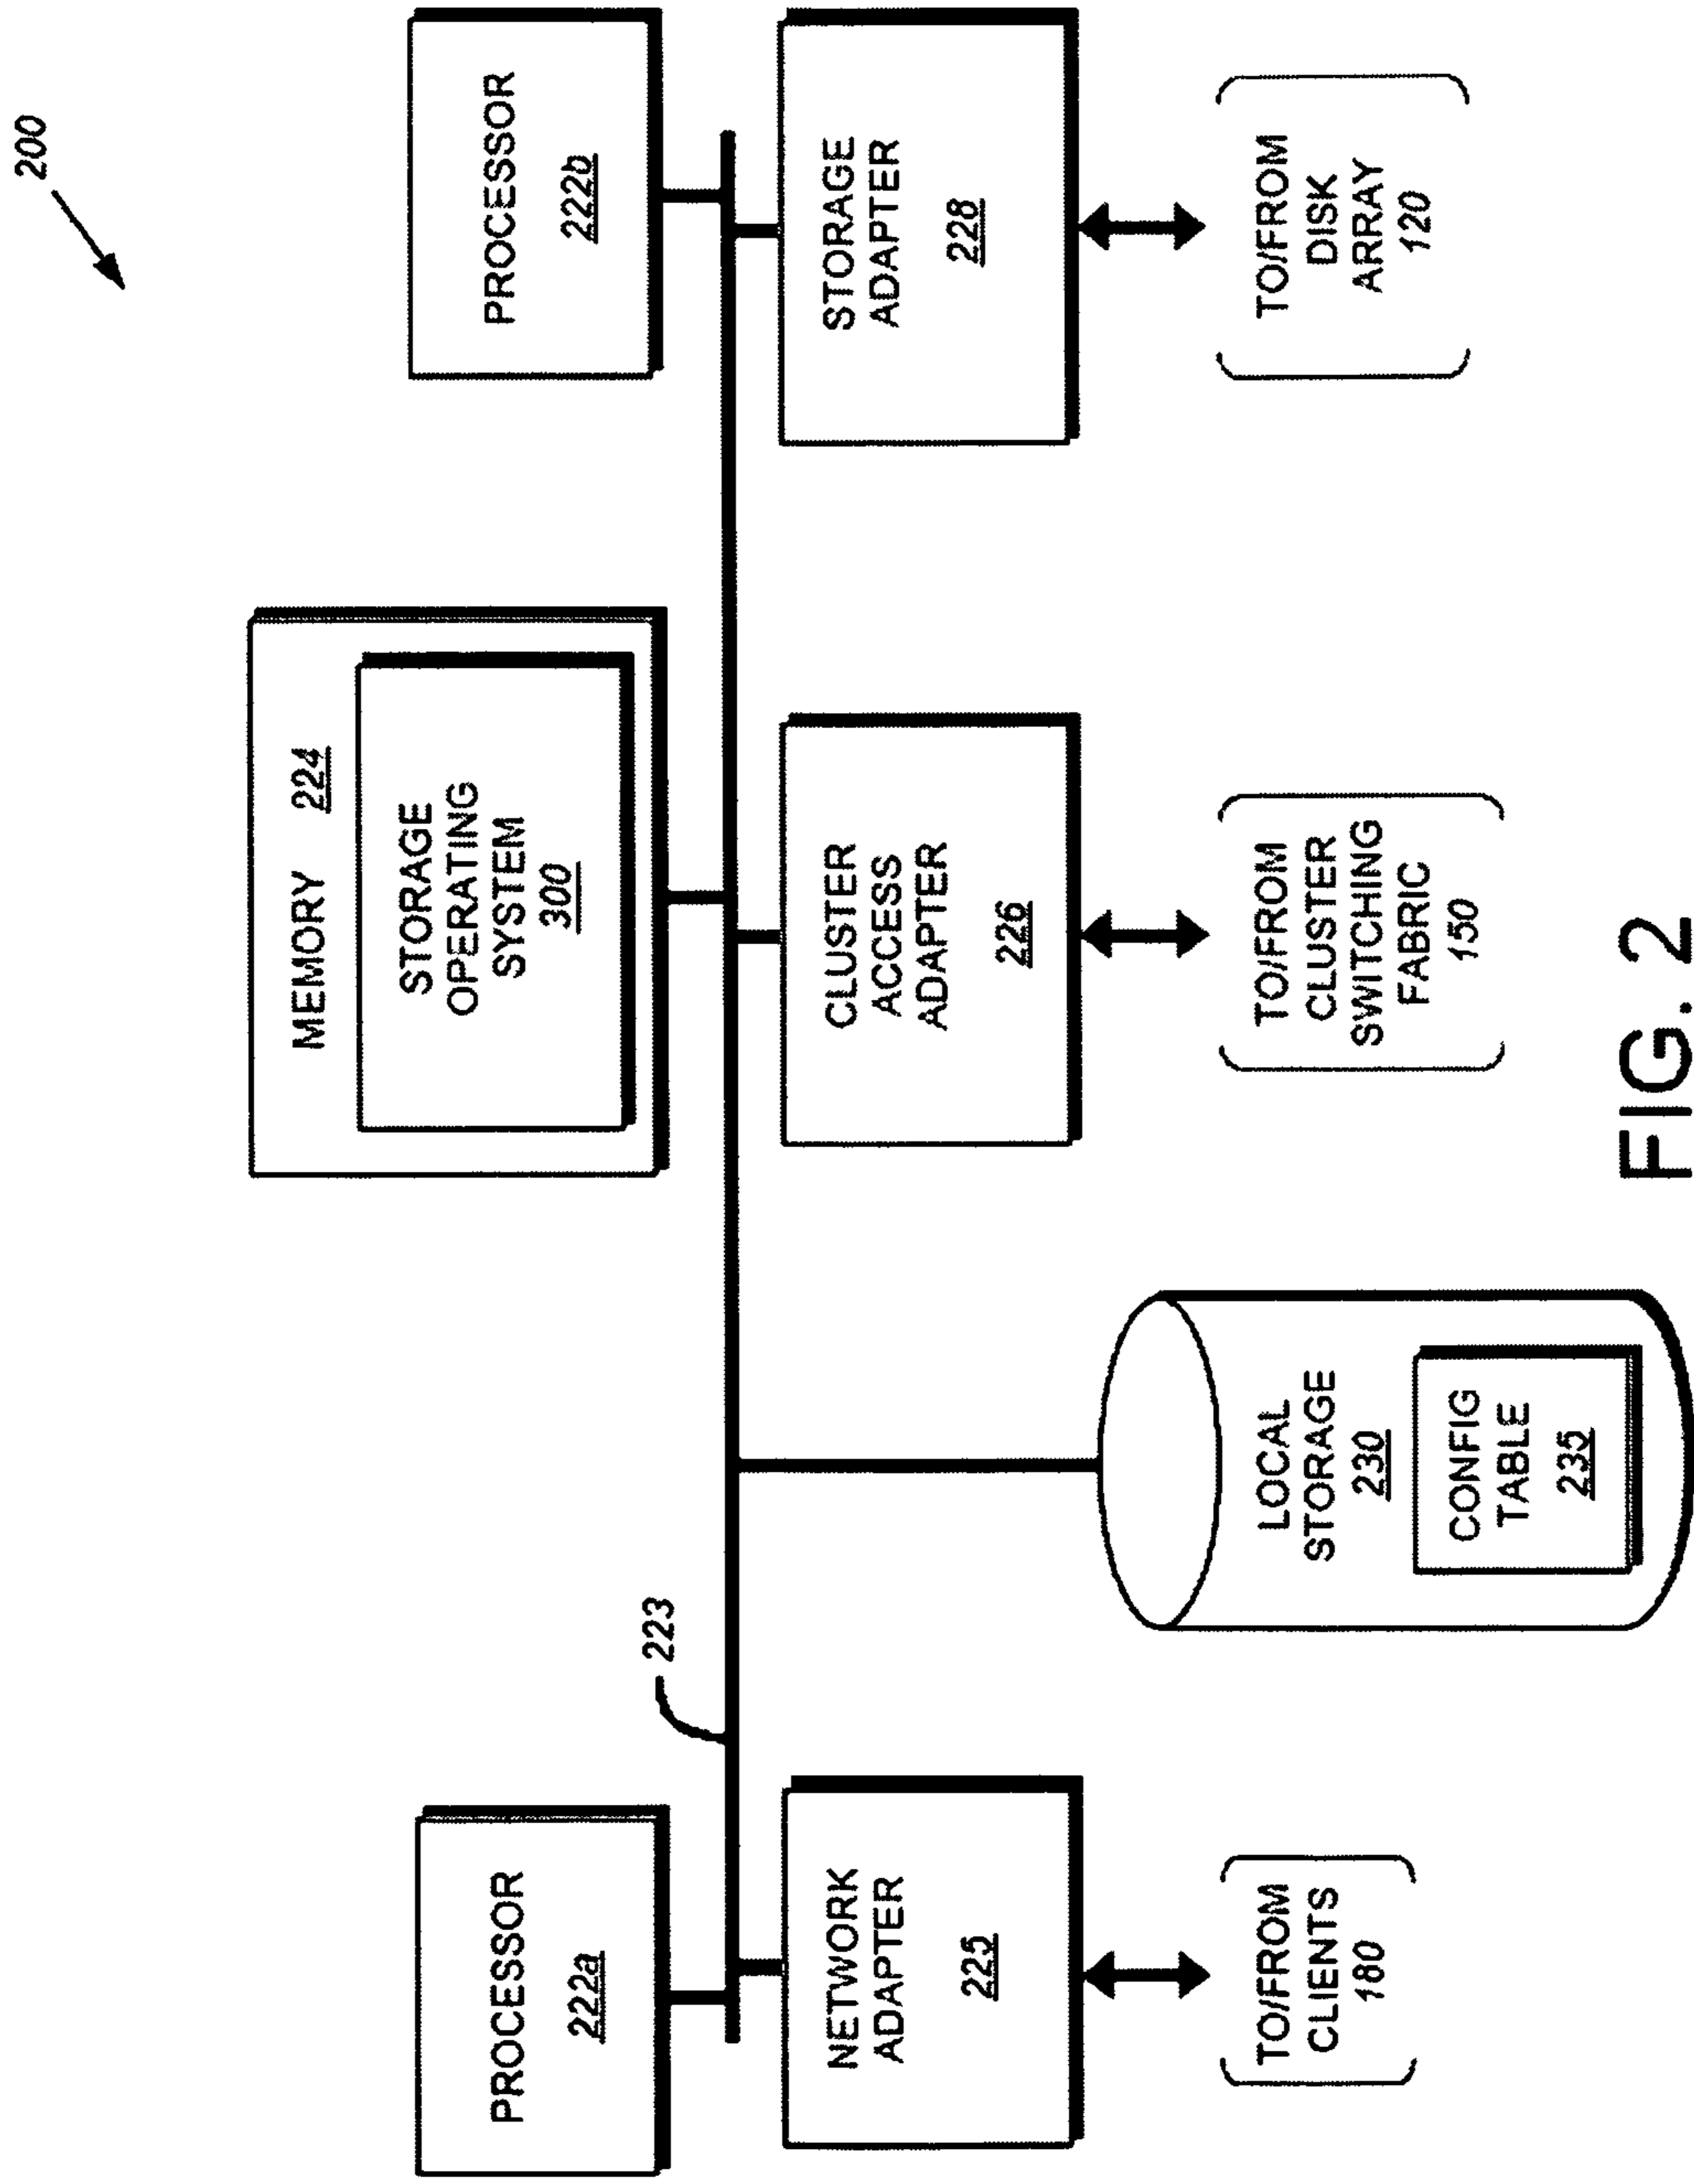 200
PROCESSOR
222a
MEMORY 224
STORAGE
OPERATING
SYSTEM
300
PROCESSOR
222b
223
NETWORK
ADAPTER
225
CLUSTER
ACCESS
ADAPTER
226
STORAGE
ADAPTER
228
TO/FROM
CLIENTS
180
LOCAL
STORAGE
230
CONFIG
TABLE
235
TO/FROM
CLUSTER
SWITCHING
FABRIC
150
TO/FROM
DISK
ARRAY
120
FIG. 2